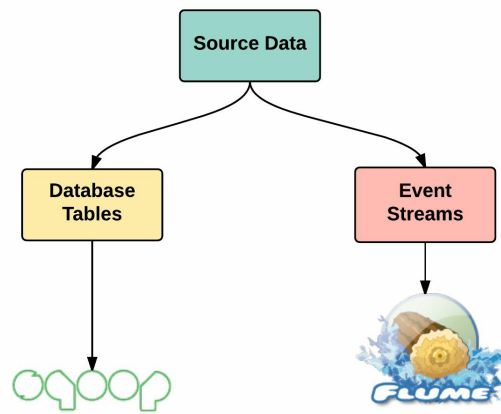 Source Data
Database
Tables
Event
Streams
sqoop
FLUME